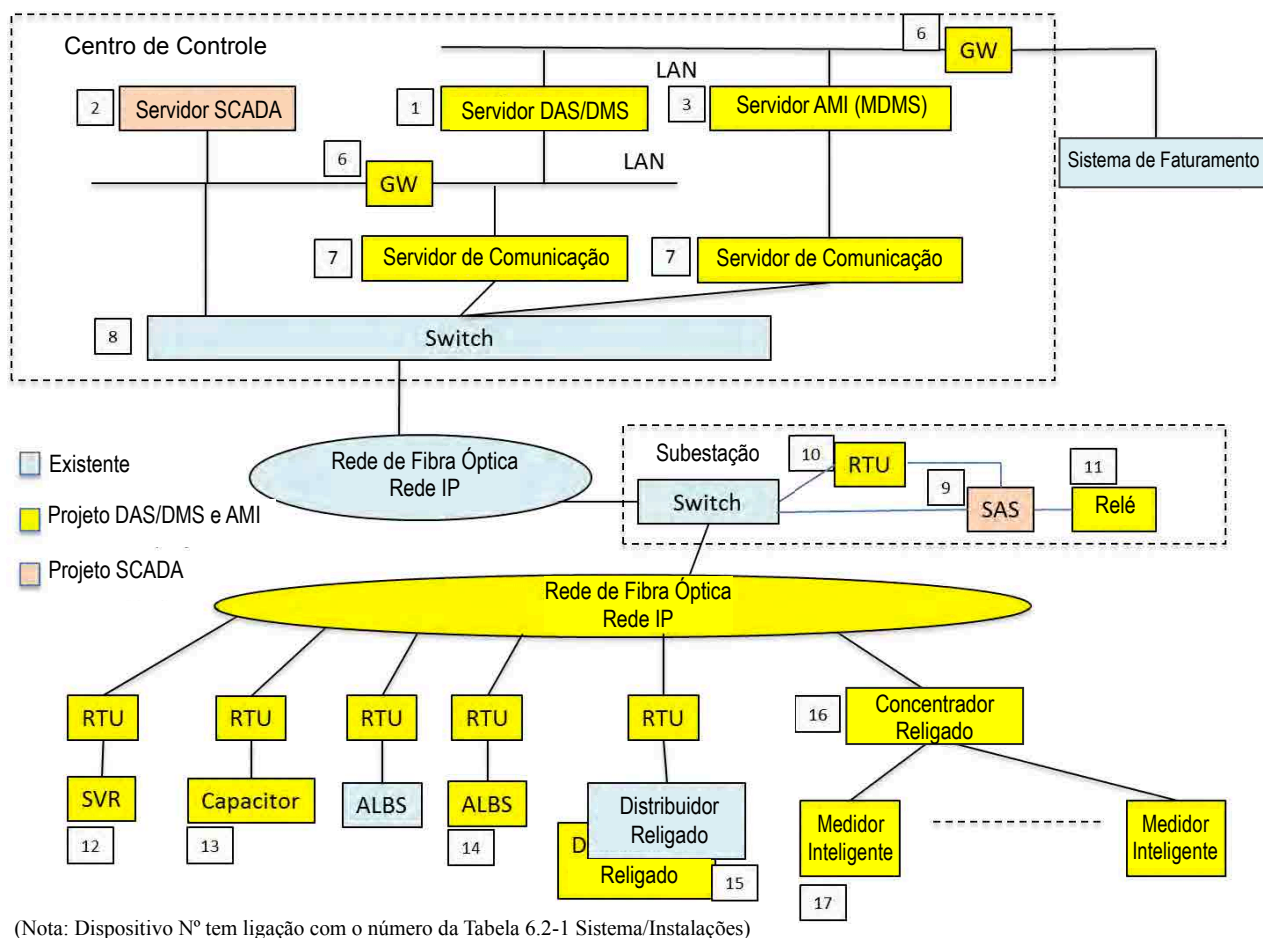 Centro de Controle
6
GW
LAN
2
Servidor SCADA
1
Servidor DAS/DMS
3
Servidor AMI (MDMS)
Sistema de Faturamento
6
GW
LAN
7
Servidor de Comunicação
7
Servidor de Comunicação
8
Switch
Existente
Projeto DAS/DMS e AMI
Projeto SCADA
Rede de Fibra Óptica
Rede IP
Subestação
Switch
10
RTU
9
SAS
11
Relé
Rede de Fibra Óptica
Rede IP
RTU
RTU
RTU
RTU
RTU
16
Concentrador
Religado
SVR
12
Capacitor
13
ALBS
ALBS
14
Distribuidor
Religado
D
Religado
15
Medidor
Inteligente
17
Medidor
Inteligente
(Nota: Dispositivo Nº tem ligação com o número da Tabela 6.2-1 Sistema/Instalações)